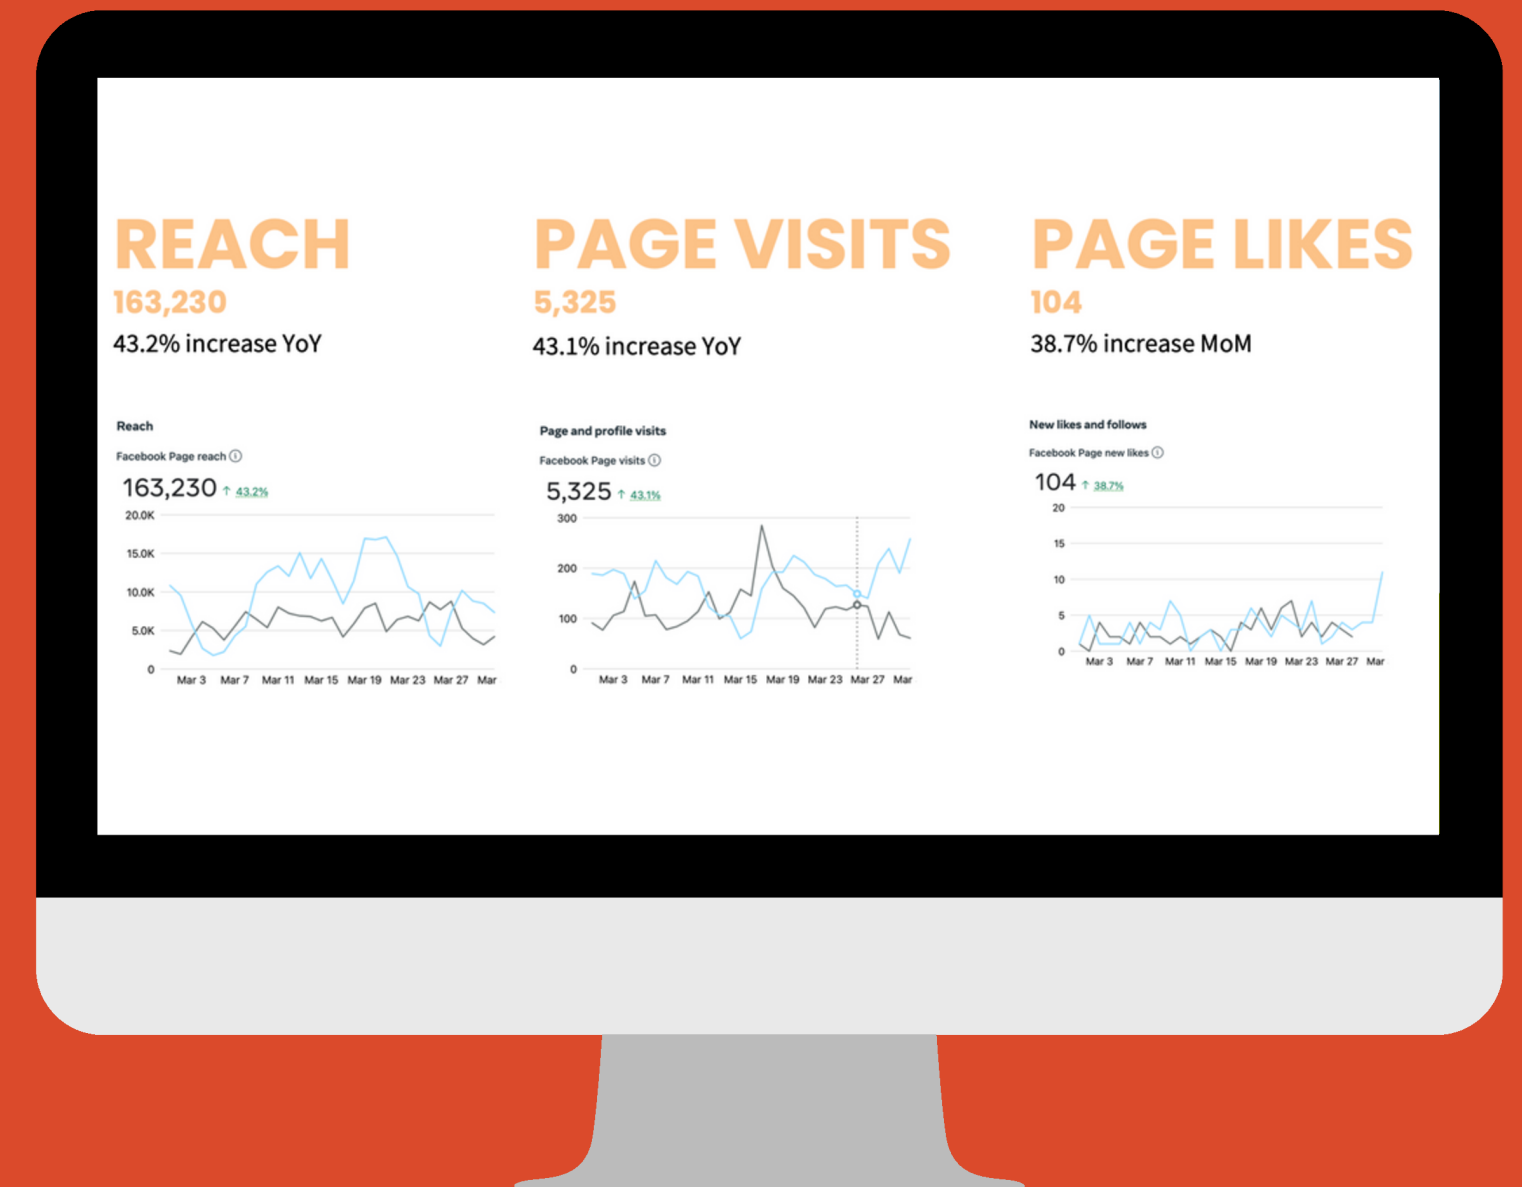 REACH
163,230
43.2% increase YoY
Reach
Facebook Page reach
163,230 ↑ 43.2%
20.0K
15.0K
10.0K
5.0K
0
Mar 3 Mar 7 Mar 11 Mar 15 Mar 19 Mar 23 Mar 27 Mar
PAGE VISITS
5,325
43.1% increase YoY
Page and profile visits
Facebook Page visits
5,325 ↑ 43.1%
300
200
100
0
Mar 3 Mar 7 Mar 11 Mar 15 Mar 19 Mar 23 Mar 27 Mar
PAGE LIKES
104
38.7% increase MoM
New likes and follows
Facebook Page new likes
104 ↑ 38.7%
20
15
10
5
0
Mar 3 Mar 7 Mar 11 Mar 15 Mar 19 Mar 23 Mar 27 Mar